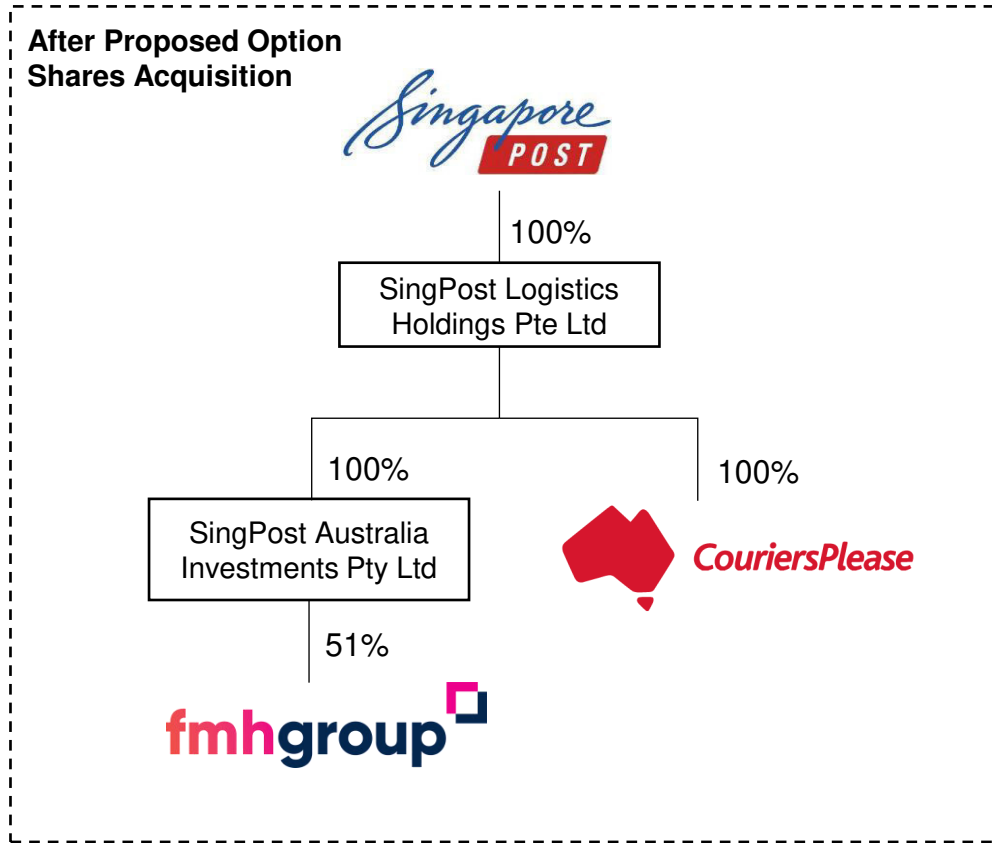 After Proposed Option
Shares Acquisition
Singapore
POST
100%
SingPost Logistics
Holdings Pte Ltd
100%
100%
SingPost Australia
Investments Pty Ltd
CouriersPlease
51%
fmhgroup